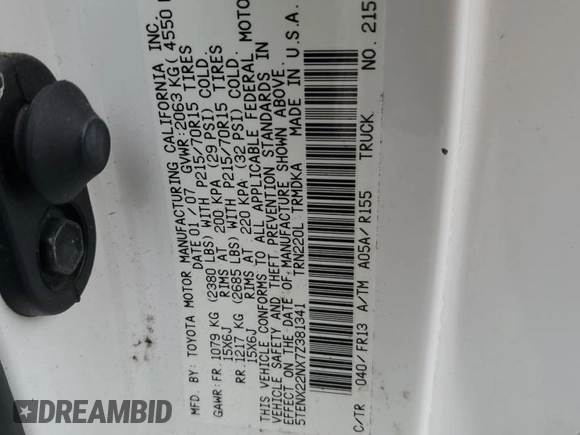 MFD. BY: TOYOTA MOTOR MANUFACTURING CALIFORNIA INC.
DATE 01/07 GVWR: 2063 KG( 4550
GAWR: FR. 1079 KG (2380 LBS) WITH P215/70R15 TIRES
15X6J RIMS AT 200 KPA (29 PSI) COLD.
RR. 1217 KG (2685 LBS) WITH P215/70R15 TIRES
15X6J RIMS AT 220 KPA (32 PSI) COLD.
THIS VEHICLE CONFORMS TO ALL APPLICABLE FEDERAL MOTO
VEHICLE SAFETY AND THEFT PREVENTION STANDARDS IN
EFFECT ON THE DATE OF MANUFACTURE SHOWN ABOVE.
5TENX22NX7Z381341 TRN220L TRMDKA MADE IN U.S.A.
C/TR 040/FR13 A/TM A05A/R155 TRUCK NO. 215
DREAMBID